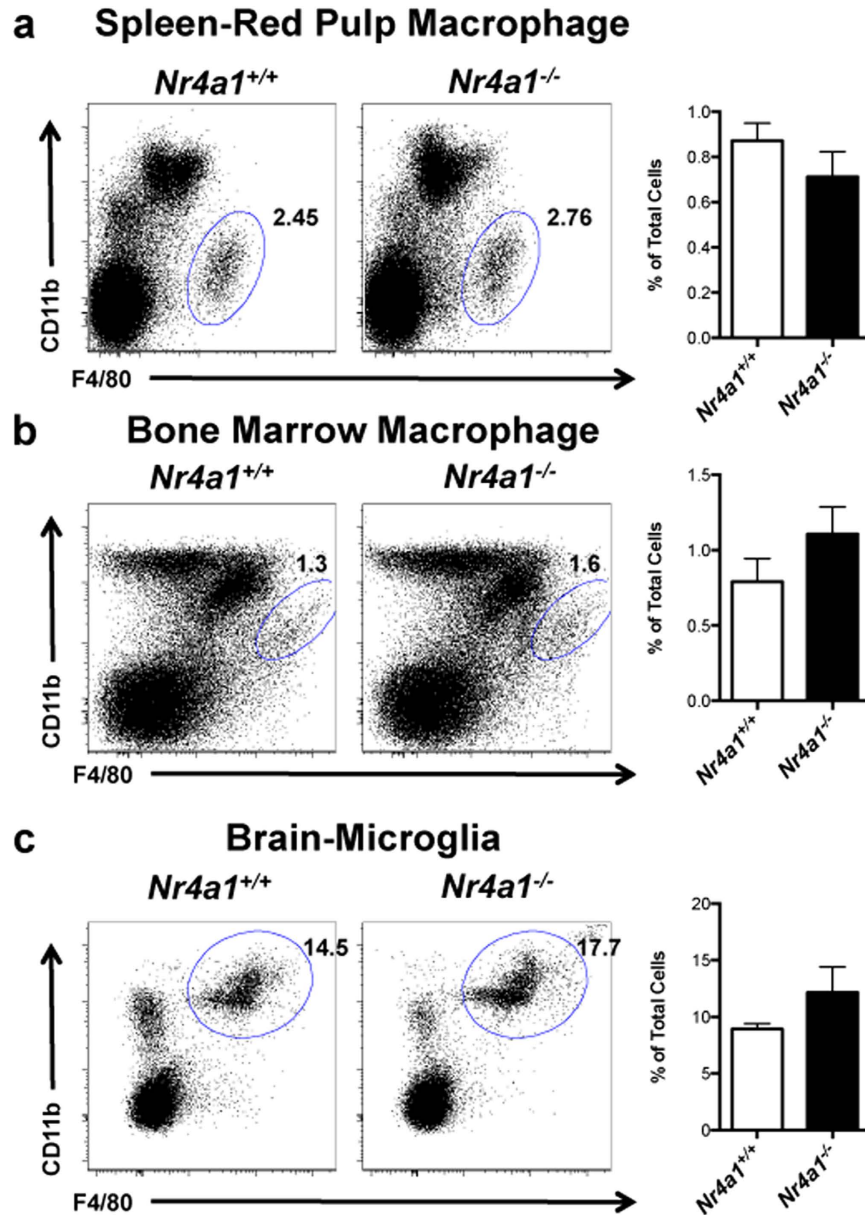 a Spleen-Red Pulp Macrophage
Nr4a1+/+ Nr4a1-/-
CD11b
2.45 2.76
F4/80
% of Total Cells
1.0
0.8
0.6
0.4
0.2
0.0
Nr4a1+/+ Nr4a1-/-
b Bone Marrow Macrophage
Nr4a1+/+ Nr4a1-/-
CD11b
1.3 1.6
F4/80
% of Total Cells
1.5
1.0
0.5
0.0
Nr4a1+/+ Nr4a1-/-
c Brain-Microglia
Nr4a1+/+ Nr4a1-/-
CD11b
14.5 17.7
F4/80
% of Total Cells
20
15
10
5
0
Nr4a1+/+ Nr4a1-/-